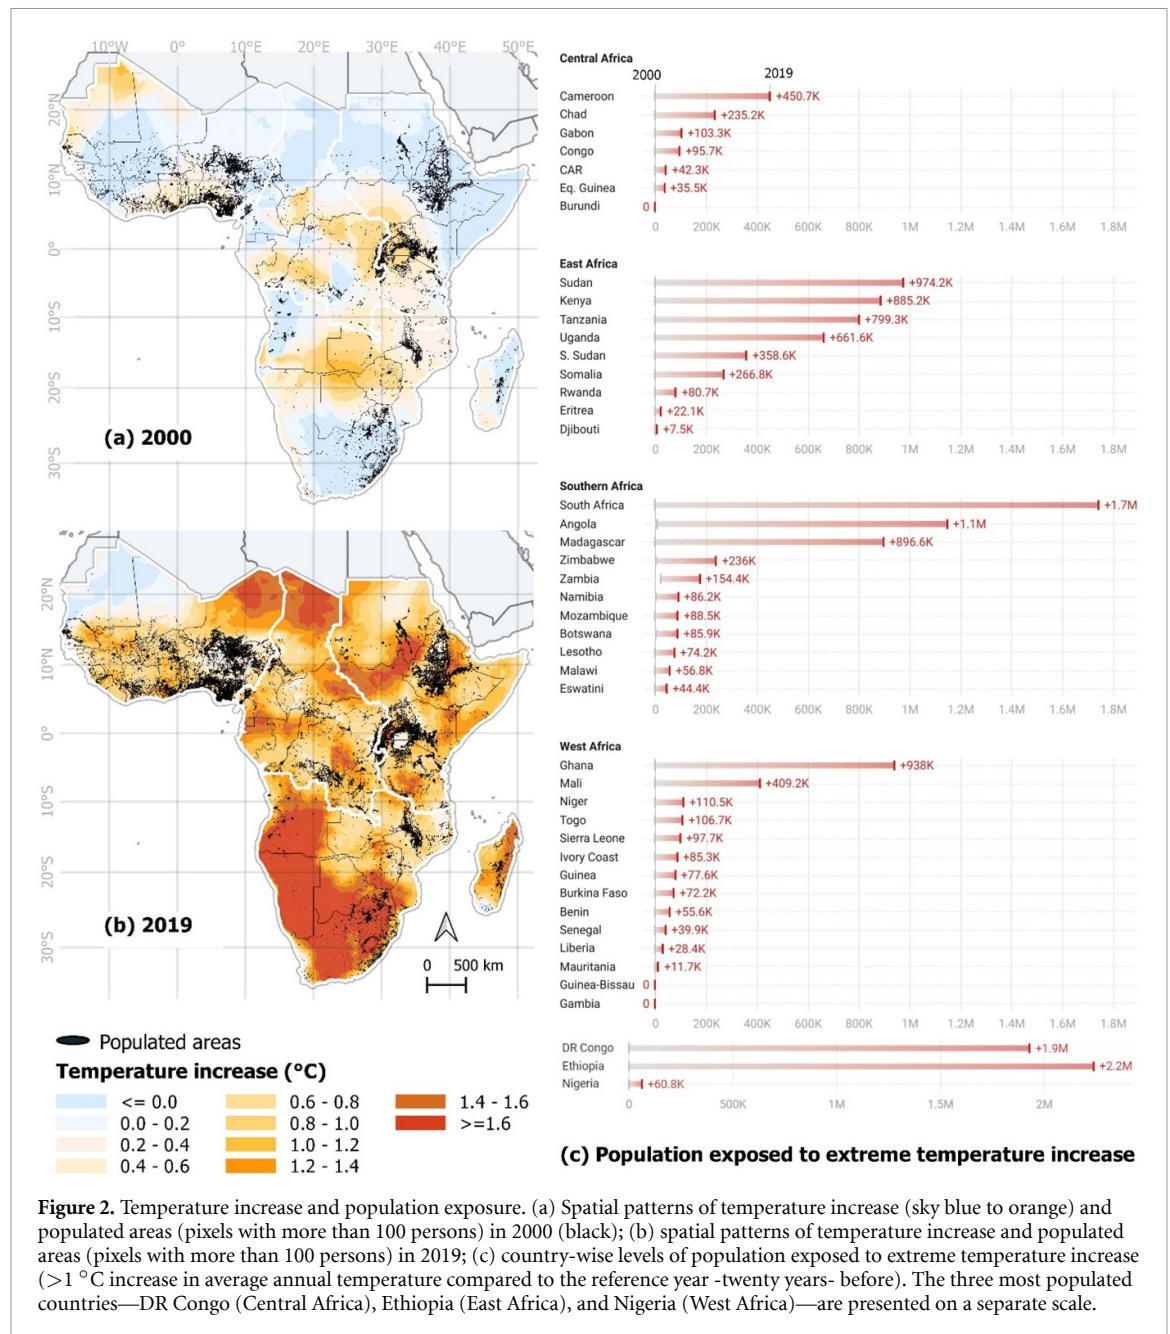 10°W 0° 10°E 20°E 30°E 40°E 50°E
20°N
10°N
0°
10°S
20°S
30°S
(a) 2000
20°N
10°N
0°
10°S
20°S
30°S
(b) 2019
0 500 km
Populated areas
Temperature increase (°C)
<= 0.0 0.6 - 0.8 1.4 - 1.6
0.0 - 0.2 0.8 - 1.0 >=1.6
0.2 - 0.4 1.0 - 1.2
0.4 - 0.6 1.2 - 1.4
Central Africa
2000 2019
Cameroon +450.7K
Chad +235.2K
Gabon +103.3K
Congo +95.7K
CAR +42.3K
Eq. Guinea +35.5K
Burundi 0
0 200K 400K 600K 800K 1M 1.2M 1.4M 1.6M 1.8M
East Africa
Sudan +974.2K
Kenya +885.2K
Tanzania +799.3K
Uganda +661.6K
S. Sudan +358.6K
Somalia +266.8K
Rwanda +80.7K
Eritrea +22.1K
Djibouti +7.5K
0 200K 400K 600K 800K 1M 1.2M 1.4M 1.6M 1.8M
Southern Africa
South Africa +1.7M
Angola +1.1M
Madagascar +896.6K
Zimbabwe +236K
Zambia +154.4K
Namibia +86.2K
Mozambique +88.5K
Botswana +85.9K
Lesotho +74.2K
Malawi +56.8K
Eswatini +44.4K
0 200K 400K 600K 800K 1M 1.2M 1.4M 1.6M 1.8M
West Africa
Ghana +938K
Mali +409.2K
Niger +110.5K
Togo +106.7K
Sierra Leone +97.7K
Ivory Coast +85.3K
Guinea +77.6K
Burkina Faso +72.2K
Benin +55.6K
Senegal +39.9K
Liberia +28.4K
Mauritania +11.7K
Guinea-Bissau 0
Gambia 0
0 200K 400K 600K 800K 1M 1.2M 1.4M 1.6M 1.8M
DR Congo +1.9M
Ethiopia +2.2M
Nigeria +60.8K
0 500K 1M 1.5M 2M
(c) Population exposed to extreme temperature increase
Figure 2. Temperature increase and population exposure. (a) Spatial patterns of temperature increase (sky blue to orange) and
populated areas (pixels with more than 100 persons) in 2000 (black); (b) spatial patterns of temperature increase and populated
areas (pixels with more than 100 persons) in 2019; (c) country-wise levels of population exposed to extreme temperature increase
(>1 °C increase in average annual temperature compared to the reference year -twenty years- before). The three most populated
countries—DR Congo (Central Africa), Ethiopia (East Africa), and Nigeria (West Africa)—are presented on a separate scale.